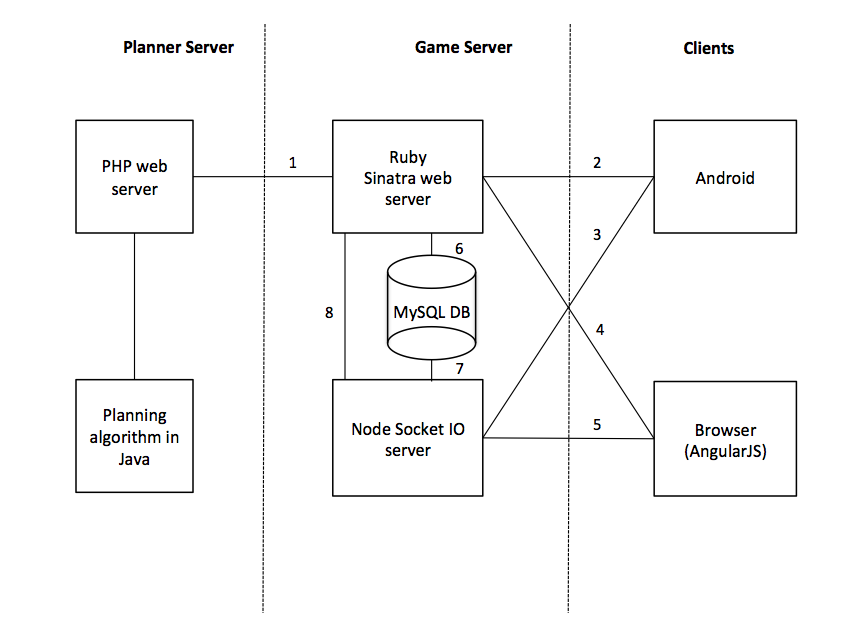 Planner Server
Game Server
Clients
PHP web
server
1
Ruby
Sinatra web
server
2
Android
3
6
8
MySQL DB
4
7
Planning
algorithm in
Java
Node Socket IO
server
5
Browser
(AngularJS)